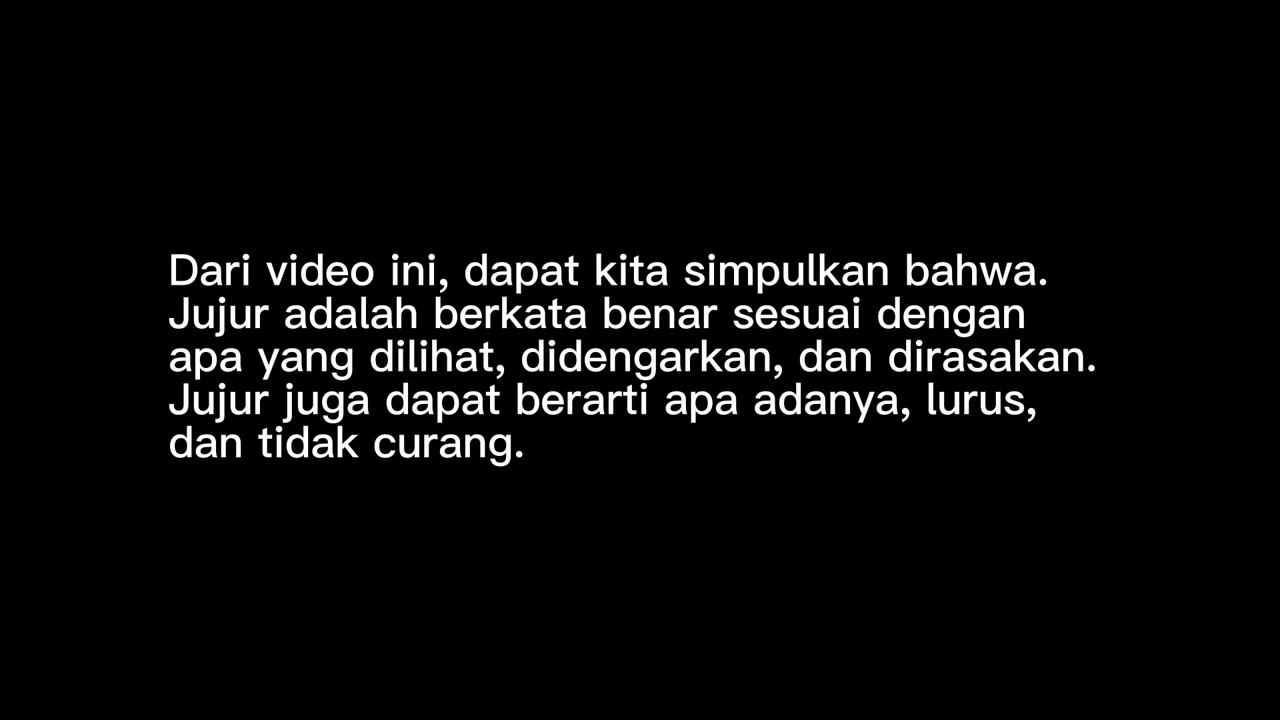 Dari video ini, dapat kita simpulkan bahwa.
Jujur adalah berkata benar sesuai dengan
apa yang dilihat, didengarkan, dan dirasakan.
Jujur juga dapat berarti apa adanya, lurus,
dan tidak curang.